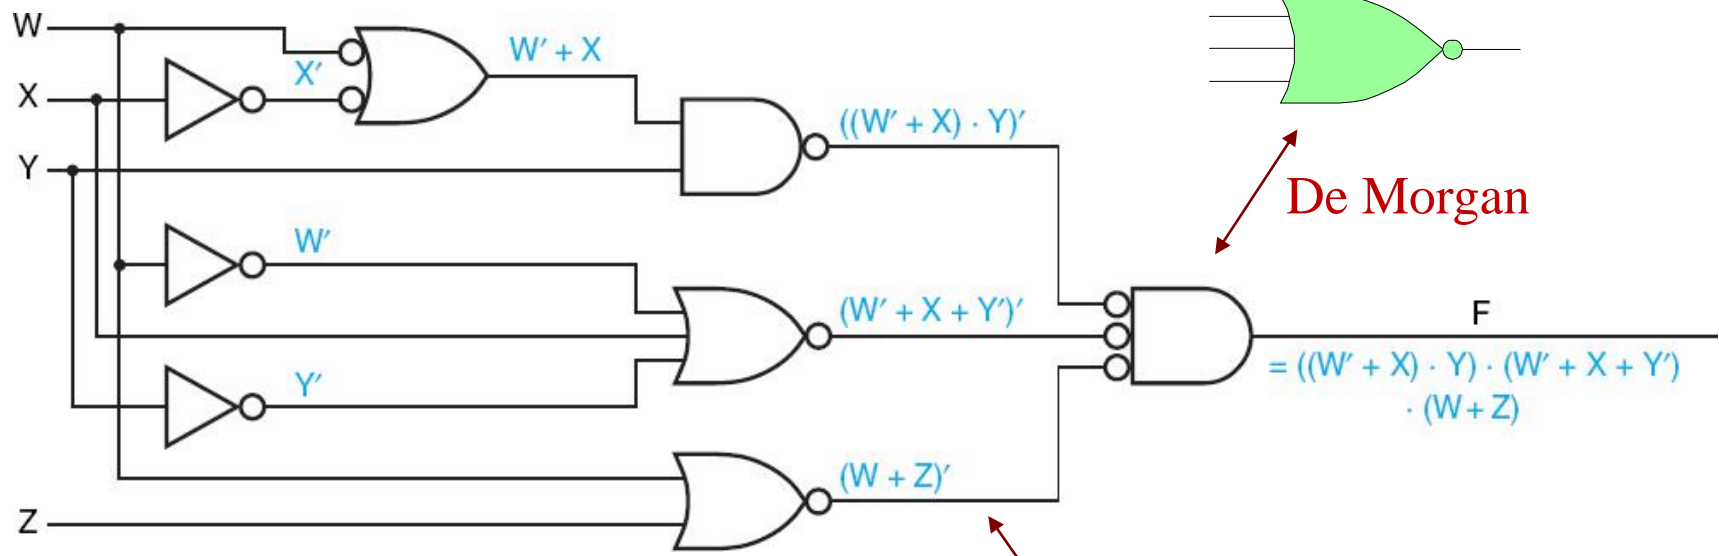 W
X
Y
Z
X′
W′ + X
W′
Y′
((W′ + X) · Y)′
(W′ + X + Y′)′
(W + Z)′
De Morgan
F
= ((W′ + X) · Y) · (W′ + X + Y′)
· (W + Z)